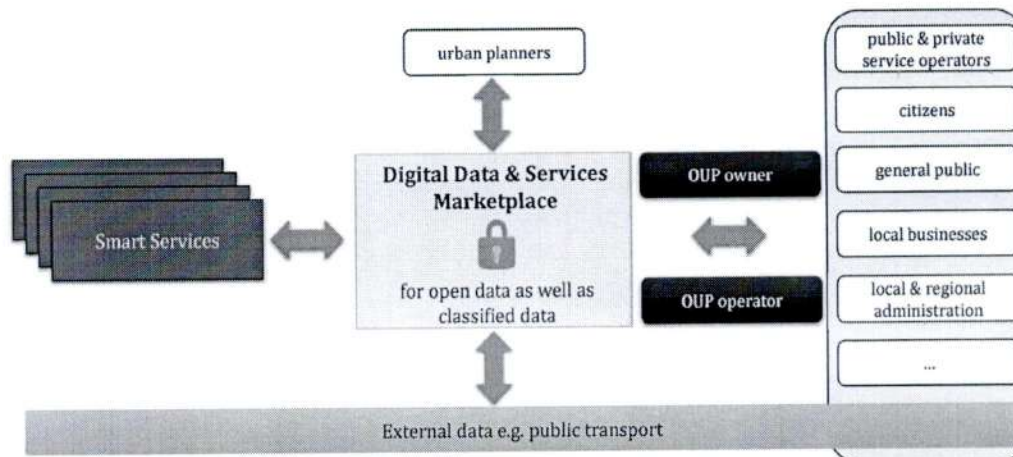 urban planners
Smart Services
Digital Data & Services
Marketplace
for open data as well as
classified data
OUP owner
OUP operator
public & private
service operators
citizens
general public
local businesses
local & regional
administration
...
External data e.g. public transport